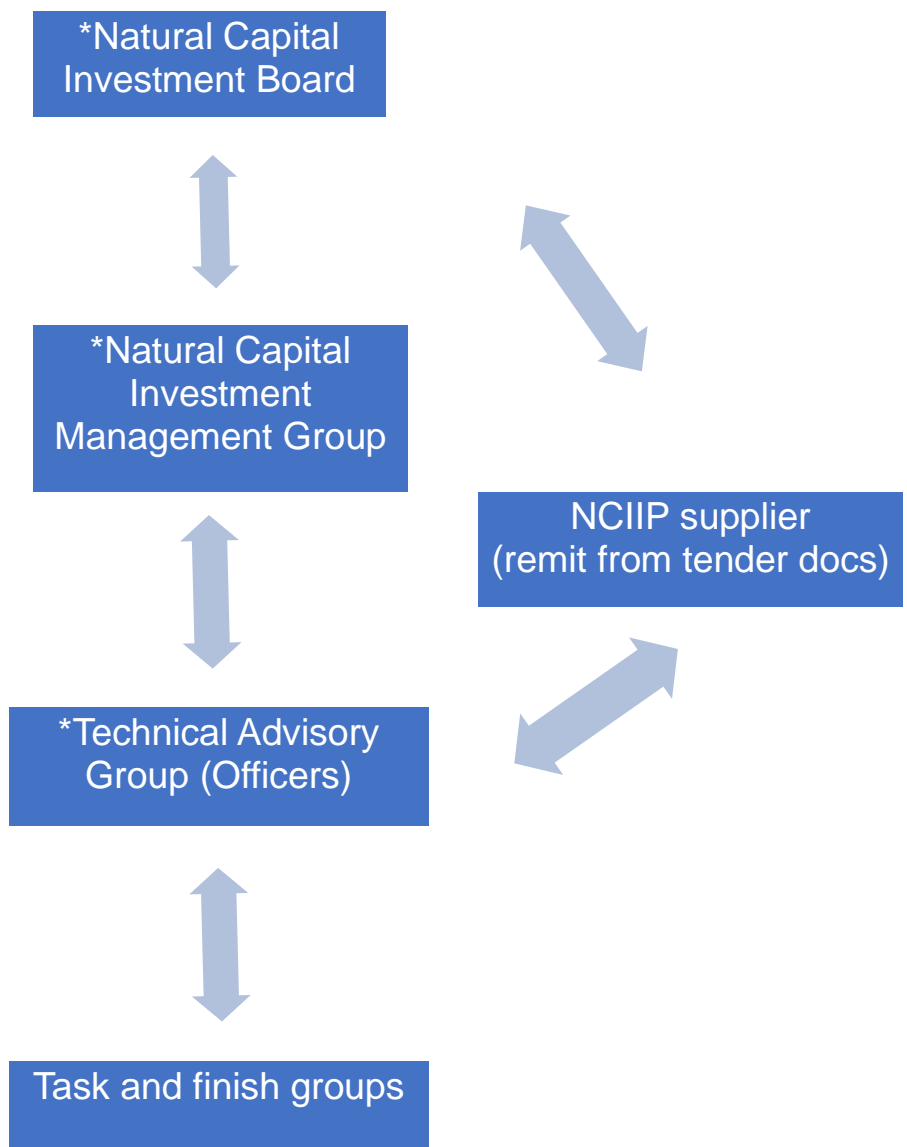 *Natural Capital
Investment Board
*Natural Capital
Investment
Management Group
NCIIP supplier
(remit from tender docs)
*Technical Advisory
Group (Officers)
Task and finish groups